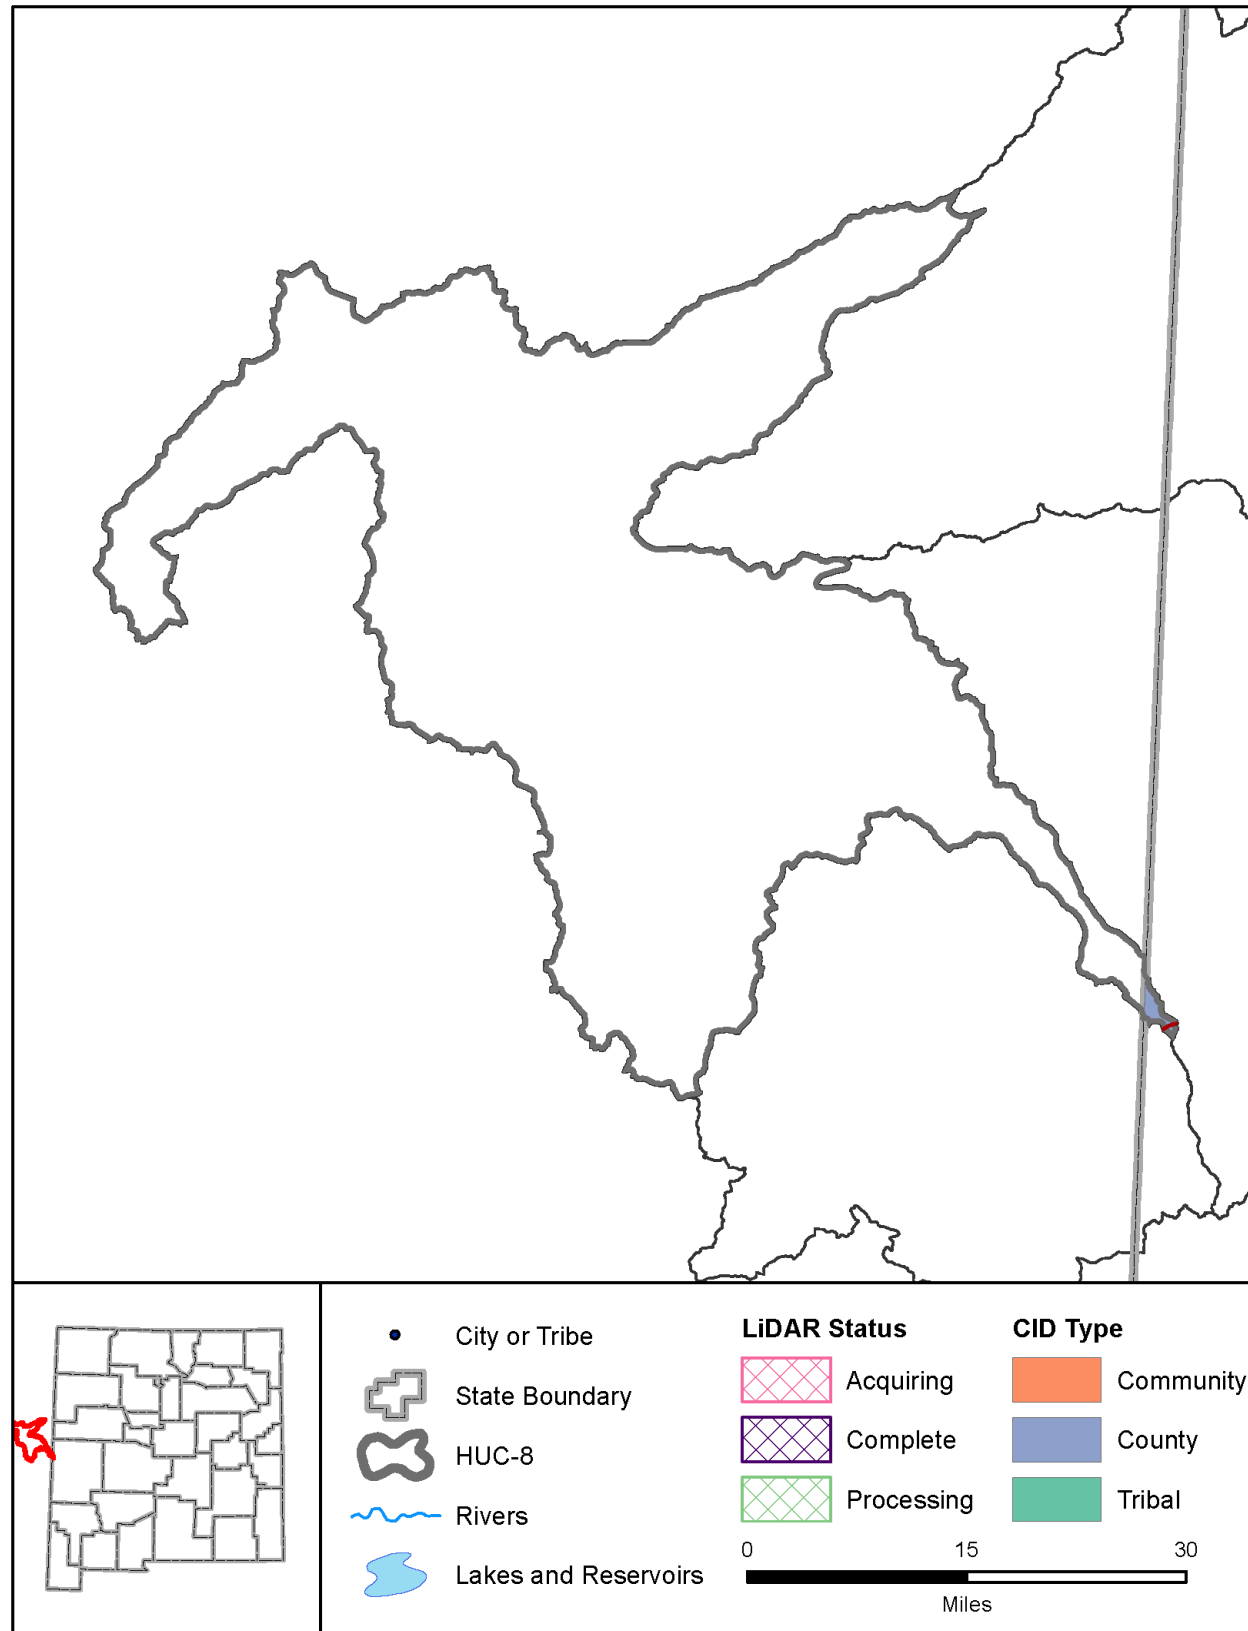 City or Tribe
State Boundary
HUC-8
Rivers
Lakes and Reservoirs
LiDAR Status
Acquiring
Complete
Processing
CID Type
Community
County
Tribal
0 15 30
Miles